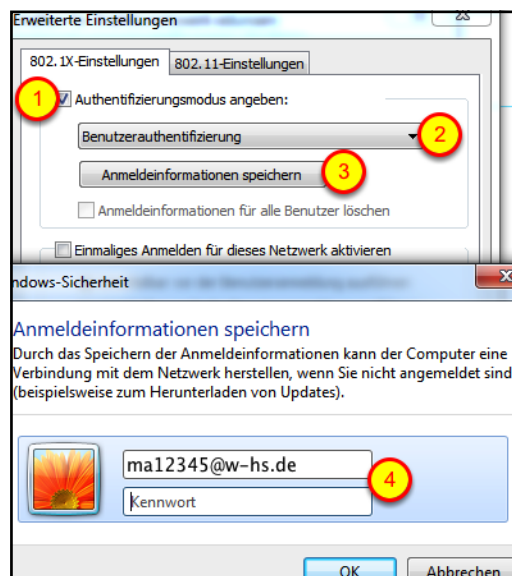 Erweiterte Einstellungen
802.1X-Einstellungen 802.11-Einstellungen
1 Authentifizierungsmodus angeben:
Benutzerauthentifizierung 2
Anmeldeinformationen speichern 3
Anmeldeinformationen für alle Benutzer löschen
Einmaliges Anmelden für dieses Netzwerk aktivieren
ndows-Sicherheit
Anmeldeinformationen speichern
Durch das Speichern der Anmeldeinformationen kann der Computer eine
Verbindung mit dem Netzwerk herstellen, wenn Sie nicht angemeldet sind
(beispielsweise zum Herunterladen von Updates).
ma12345@w-hs.de
Kennwort
4
OK Abbrechen